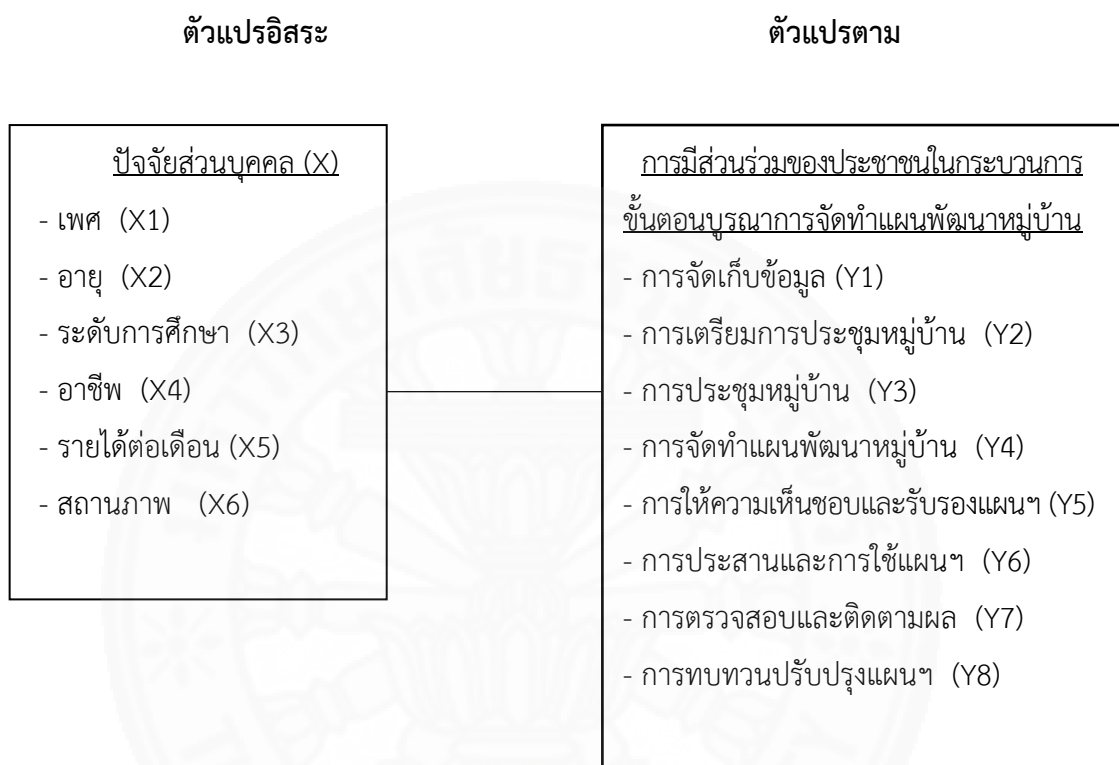 ตัวแปรอิสระ
ตัวแปรตาม
ปัจจัยส่วนบุคคล (X)
- เพศ (X1)
- อายุ (X2)
- ระดับการศึกษา (X3)
- อาชีพ (X4)
- รายได้ต่อเดือน (X5)
- สถานภาพ (X6)
การมีส่วนร่วมของประชาชนในกระบวนการ
ขั้นตอนบูรณาการจัดทำแผนพัฒนาหมู่บ้าน
- การจัดเก็บข้อมูล (Y1)
- การเตรียมการประชุมหมู่บ้าน (Y2)
- การประชุมหมู่บ้าน (Y3)
- การจัดทำแผนพัฒนาหมู่บ้าน (Y4)
- การให้ความเห็นชอบและรับรองแผนฯ (Y5)
- การประสานและการใช้แผนฯ (Y6)
- การตรวจสอบและติดตามผล (Y7)
- การทบทวนปรับปรุงแผนฯ (Y8)